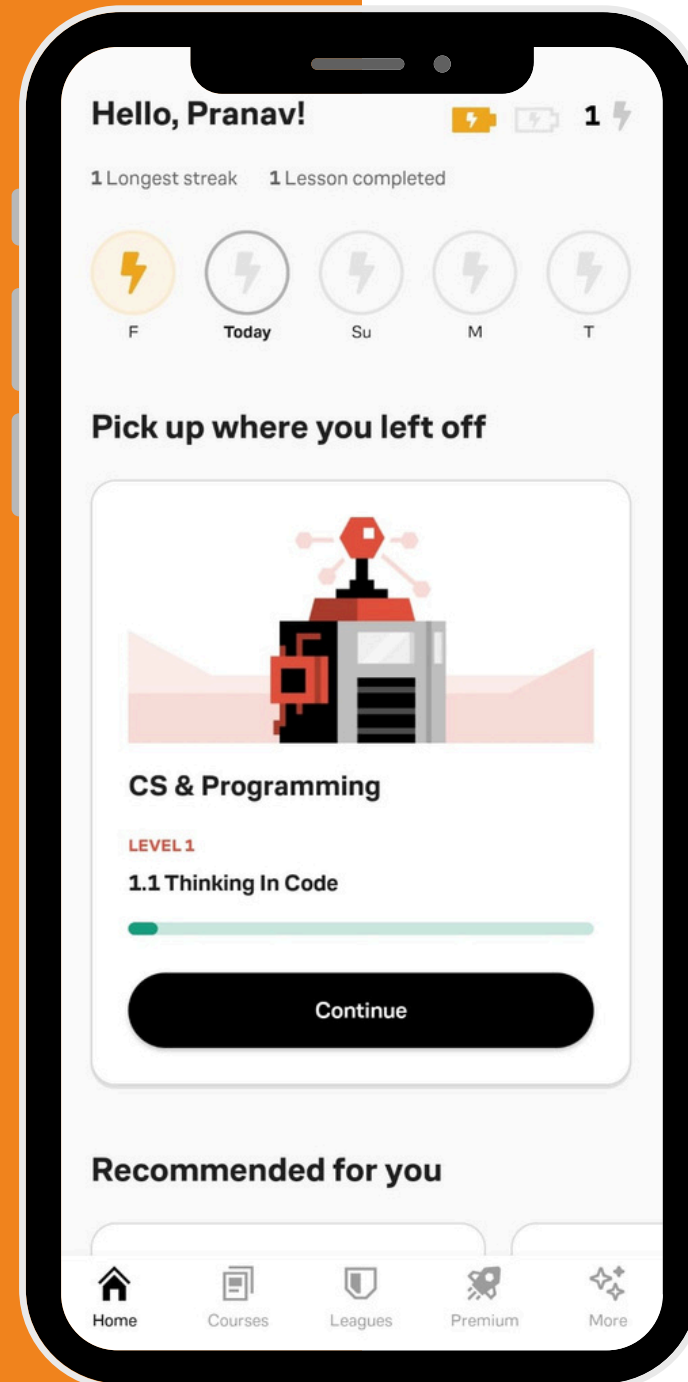 Hello, Pranav! 1
1 Longest streak 1 Lesson completed
F Today Su M T
Pick up where you left off
CS & Programming
LEVEL 1
1.1 Thinking In Code
Continue
Recommended for you
Home Courses Leagues Premium More